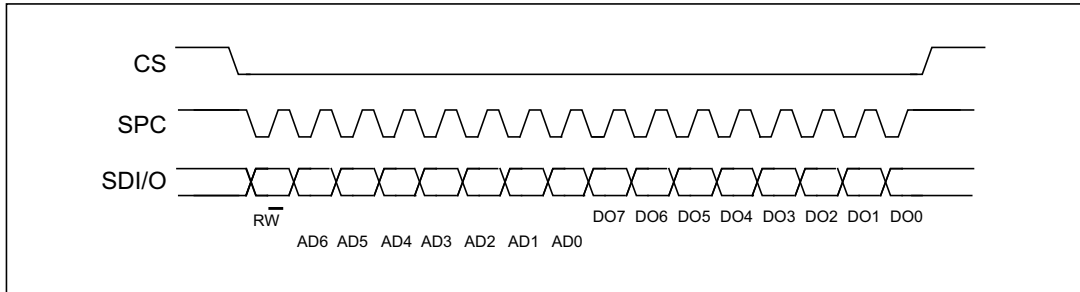 CS
SPC
SDI/O
RW̅
DO7 DO6 DO5 DO4 DO3 DO2 DO1 DO0
AD6 AD5 AD4 AD3 AD2 AD1 AD0